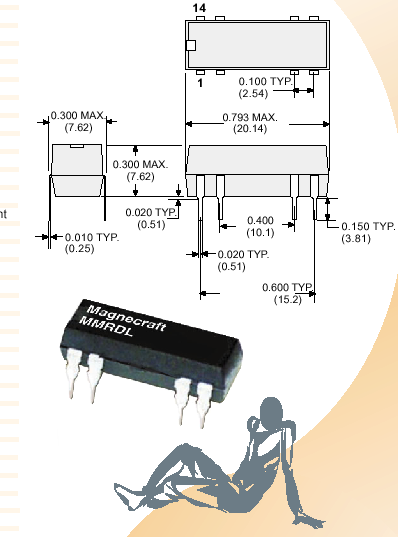 14
1
0.100 TYP.
(2.54)
0.300 MAX.
(7.62)
0.793 MAX.
(20.14)
0.300 MAX.
(7.62)
nt
0.020 TYP.
(0.51)
0.400
(10.1)
0.150 TYP.
(3.81)
0.010 TYP.
(0.25)
0.020 TYP.
(0.51)
0.600 TYP.
(15.2)
Magnecraft
MMRDL